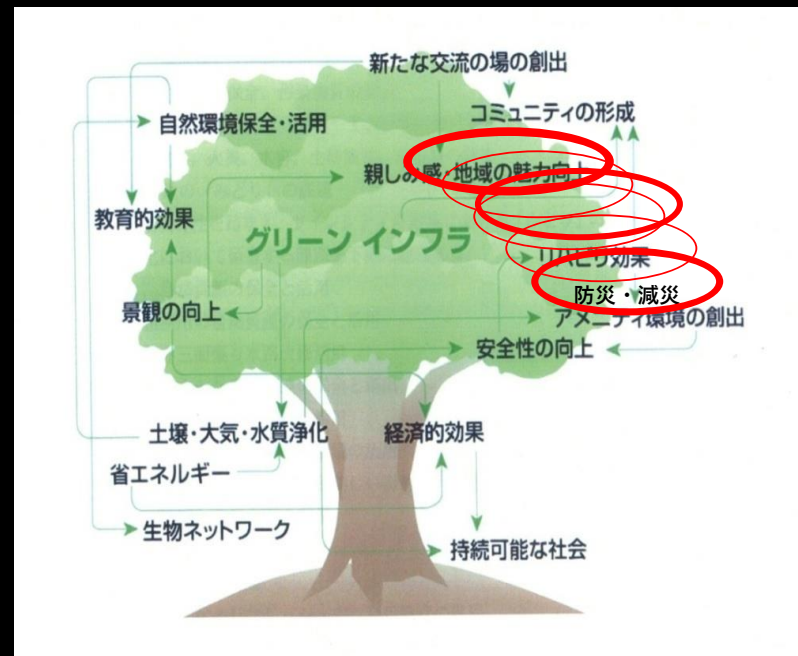 新たな交流の場の創出
コミュニティの形成
自然環境保全・活用
親しみ感・地域の魅力向上
教育的効果
グリーン インフラ
リハビリ効果
防災・減災
景観の向上
アメニティ環境の創出
安全性の向上
土壌・大気・水質浄化
経済的効果
省エネルギー
生物ネットワーク
持続可能な社会